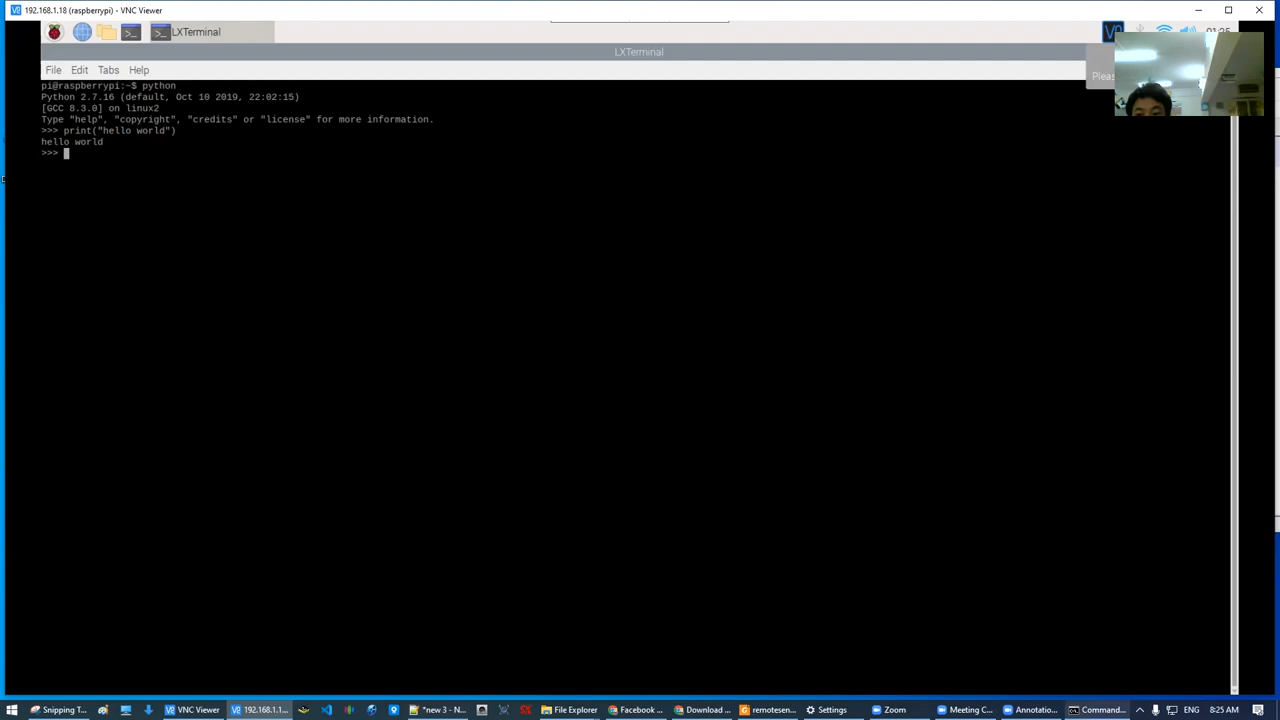 192.168.1.18 (raspberrypi) - VNC Viewer
LXTerminal
LXTerminal
File Edit Tabs Help
pi@raspberrypi:~$ python
Python 2.7.16 (default, Oct 10 2019, 22:02:15)
[GCC 8.3.0] on linux2
Type "help", "copyright", "credits" or "license" for more information.
>>> print("hello world")
hello world
>>>
Snipping T... VNC Viewer 192.168.1.1... *new 3 - N... File Explorer Facebook ... Download ... remotesen... Settings Zoom Meeting C... Annotatio... Command... ENG 8:25 AM